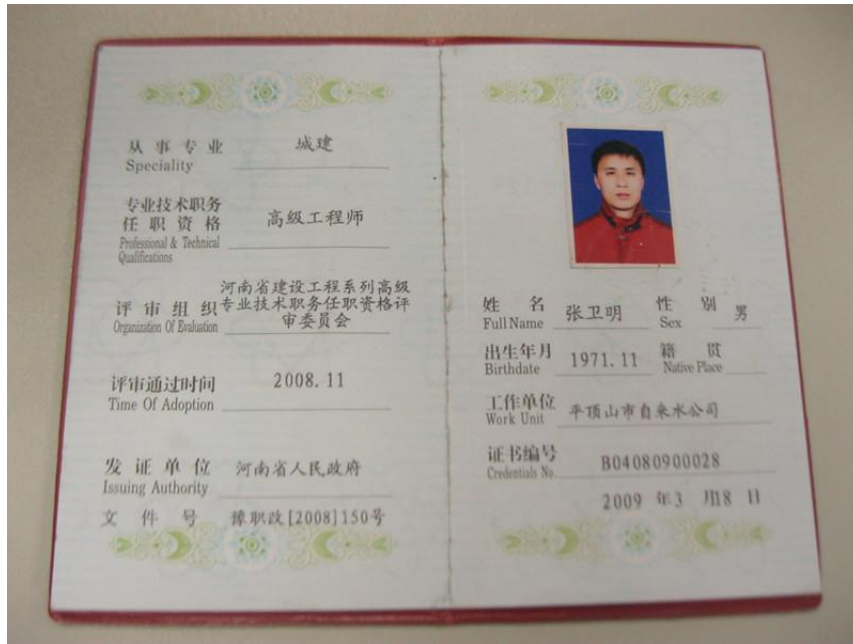 从事专业 城建
Speciality
专业技术职务
任职资格 高级工程师
Professional & Technical
Qualifications
河南省建设工程系列高级
评审组织 专业技术职务任职资格评
Organization Of Evaluation 审委员会
评审通过时间 2008.11
Time Of Adoption
发证单位 河南省人民政府
Issuing Authority
文件号 豫职政[2008]150号
姓名 张卫明 性别 男
Full Name Sex
出生年月 1971.11 籍贯
Birthdate Native Place
工作单位 平顶山市自来水公司
Work Unit
证书编号 B04080900028
Credentials No.
2009 年3 月18 日